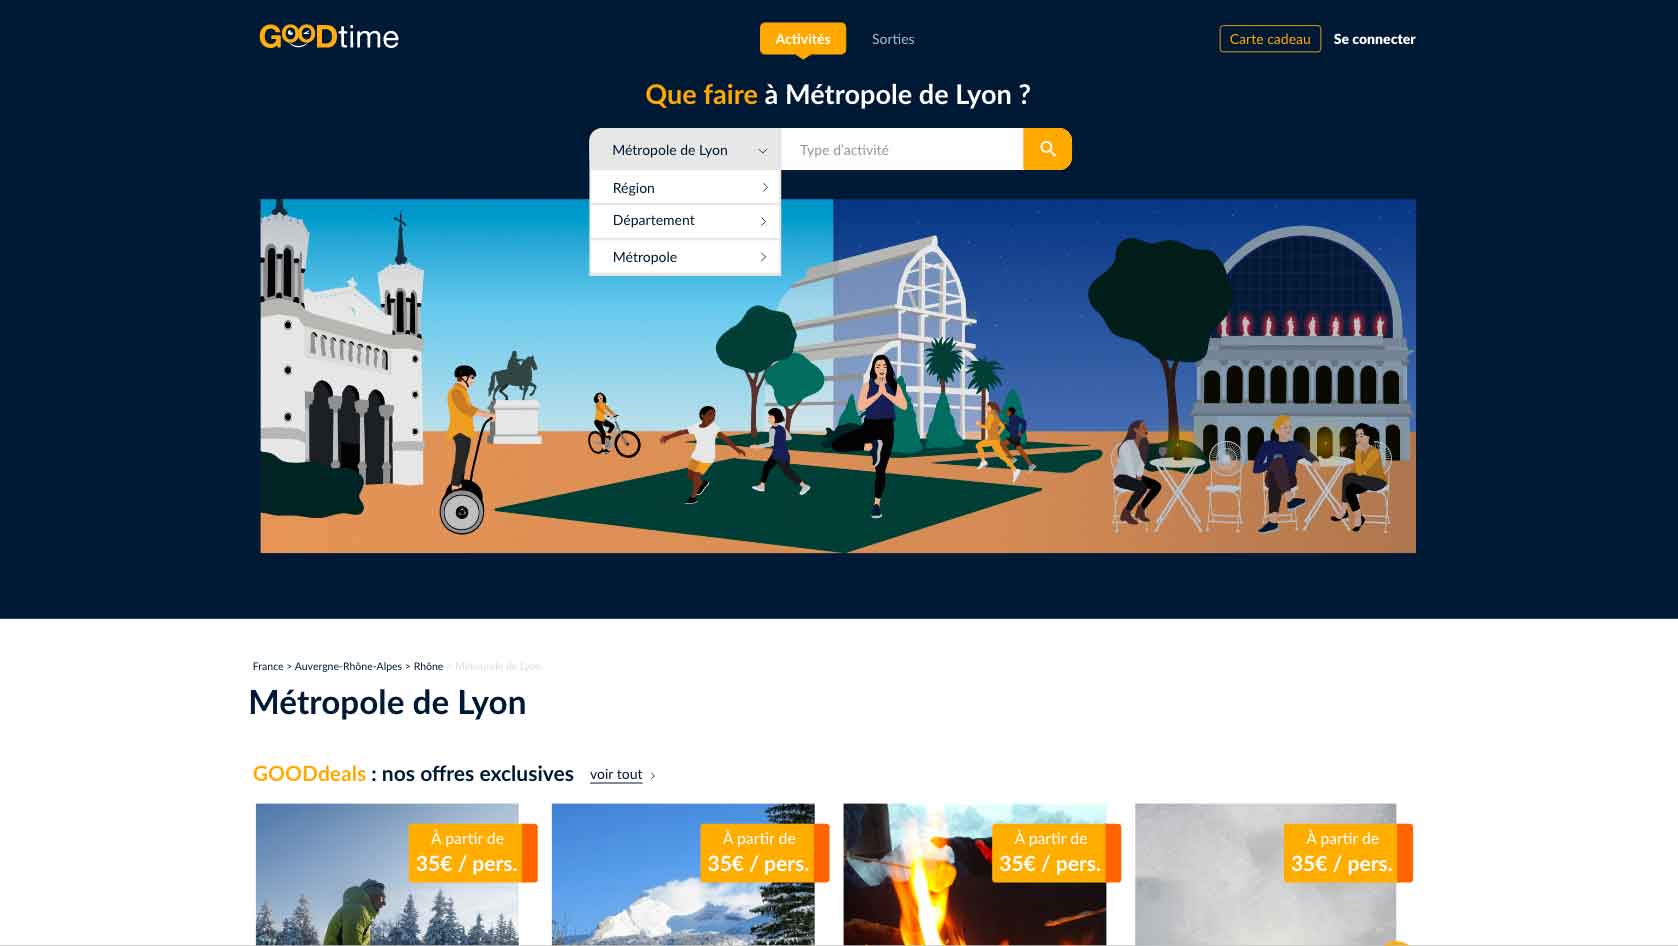 GOODtime
Activités
Sorties
Carte cadeau
Se connecter
Que faire à Métropole de Lyon ?
Métropole de Lyon
Type d'activité
Région
Département
Métropole
France > Auvergne-Rhône-Alpes > Rhône > Métropole de Lyon
Métropole de Lyon
GOODdeals : nos offres exclusives voir tout >
À partir de
35€ / pers.
À partir de
35€ / pers.
À partir de
35€ / pers.
À partir de
35€ / pers.